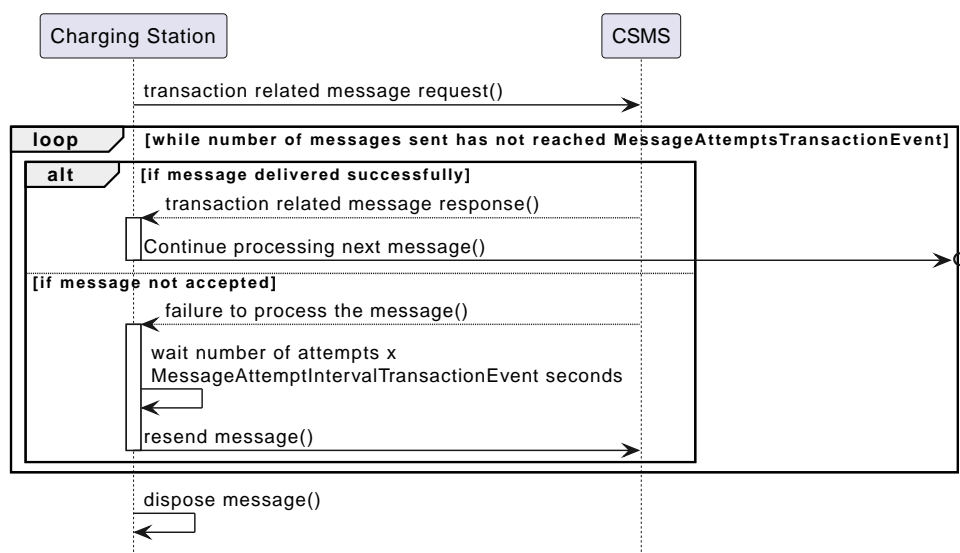 Charging Station
CSMS
transaction related message request()
loop
[while number of messages sent has not reached MessageAttemptsTransactionEvent]
alt
[if message delivered successfully]
transaction related message response()
Continue processing next message()
[if message not accepted]
failure to process the message()
wait number of attempts x
MessageAttemptIntervalTransactionEvent seconds
resend message()
dispose message()